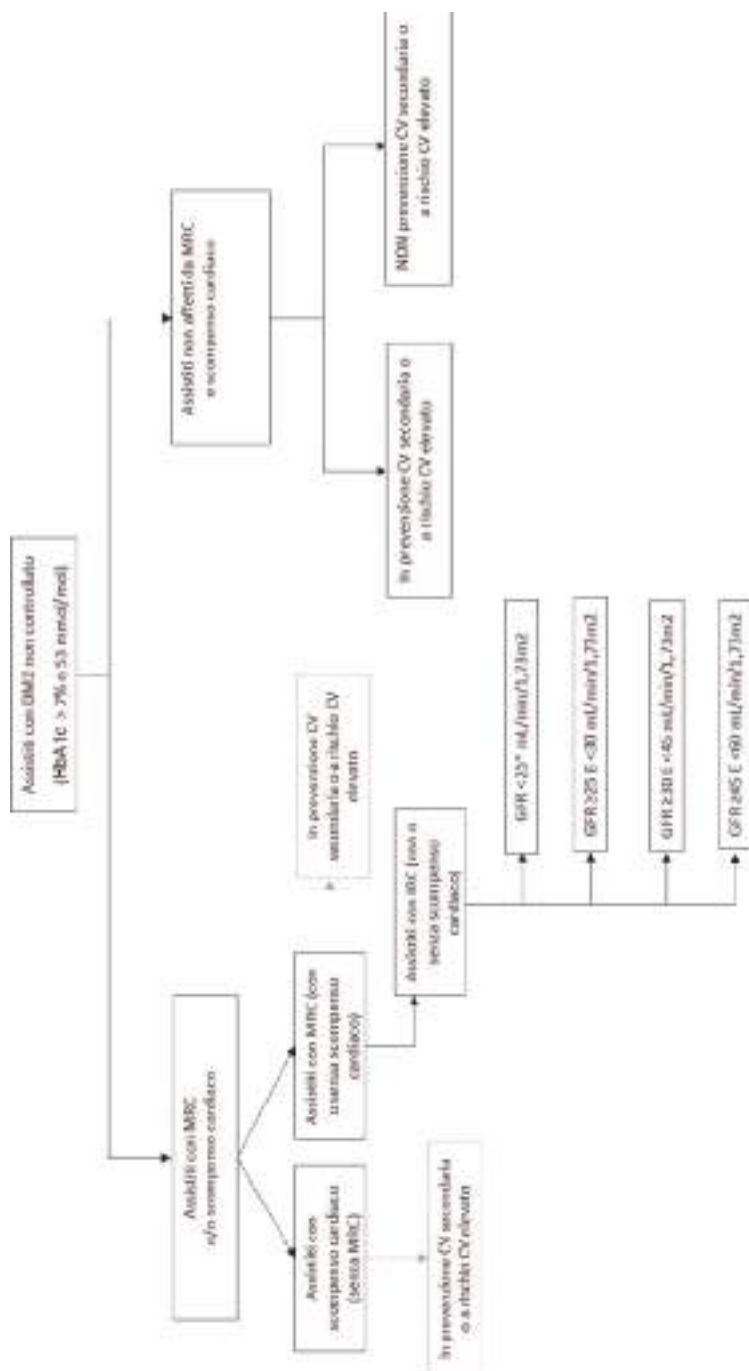 Assistiti con DM2 non controllato
(HbA1c > 7% o 53 mmol/mol)
Assistiti con MRC
e/o scompenso cardiaco
Assistiti non affetti da MRC
e scompenso cardiaco
Assistiti con
scompenso cardiaco
(senza MRC)
Assistiti con MRC (con
o senza scompenso
cardiaco)
In prevenzione CV
secondaria o a rischio CV
elevato
In prevenzione CV secondaria o
a rischio CV elevato
NON prevenzione CV secondaria o
a rischio CV elevato
In prevenzione CV secondaria
o a rischio CV elevato
Assistiti con IRC (con o
senza scompenso
cardiaco)
GFR <25* mL/min/1,73m2
GFR ≥25 E <30 mL/min/1,73m2
GFR ≥30 E <45 mL/min/1,73m2
GFR ≥45 E <60 mL/min/1,73m2